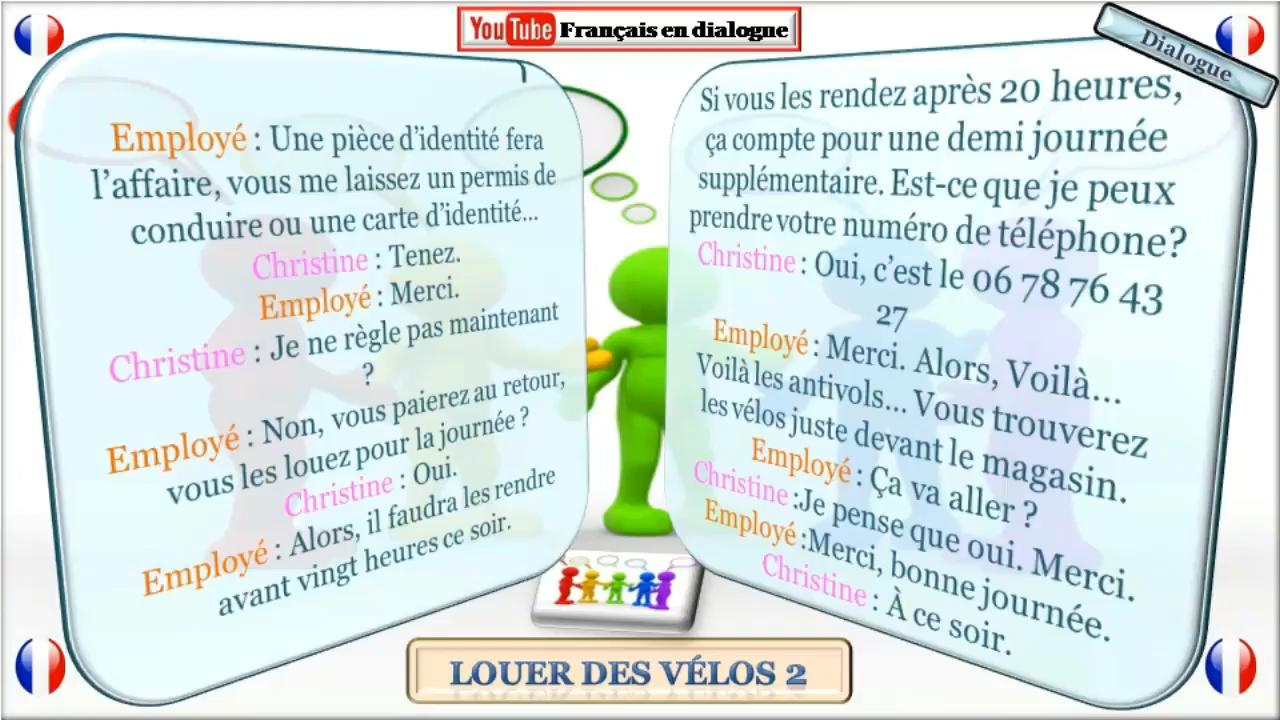 YouTube Français en dialogue
Dialogue
Employé : Une pièce d'identité fera
l'affaire, vous me laissez un permis de
conduire ou une carte d'identité...
Christine : Tenez.
Employé : Merci.
Christine : Je ne règle pas maintenant
?
Employé : Non, vous paierez au retour,
vous les louez pour la journée ?
Christine : Oui.
Employé : Alors, il faudra les rendre
avant vingt heures ce soir.
Si vous les rendez après 20 heures,
ça compte pour une demi journée
supplémentaire. Est-ce que je peux
prendre votre numéro de téléphone?
Christine : Oui, c'est le 06 78 76 43
27
Employé : Merci. Alors, Voilà...
Voilà les antivols... Vous trouverez
les vélos juste devant le magasin.
Employé : Ça va aller ?
Christine :Je pense que oui. Merci.
Employé :Merci, bonne journée.
Christine : À ce soir.
LOUER DES VÉLOS 2